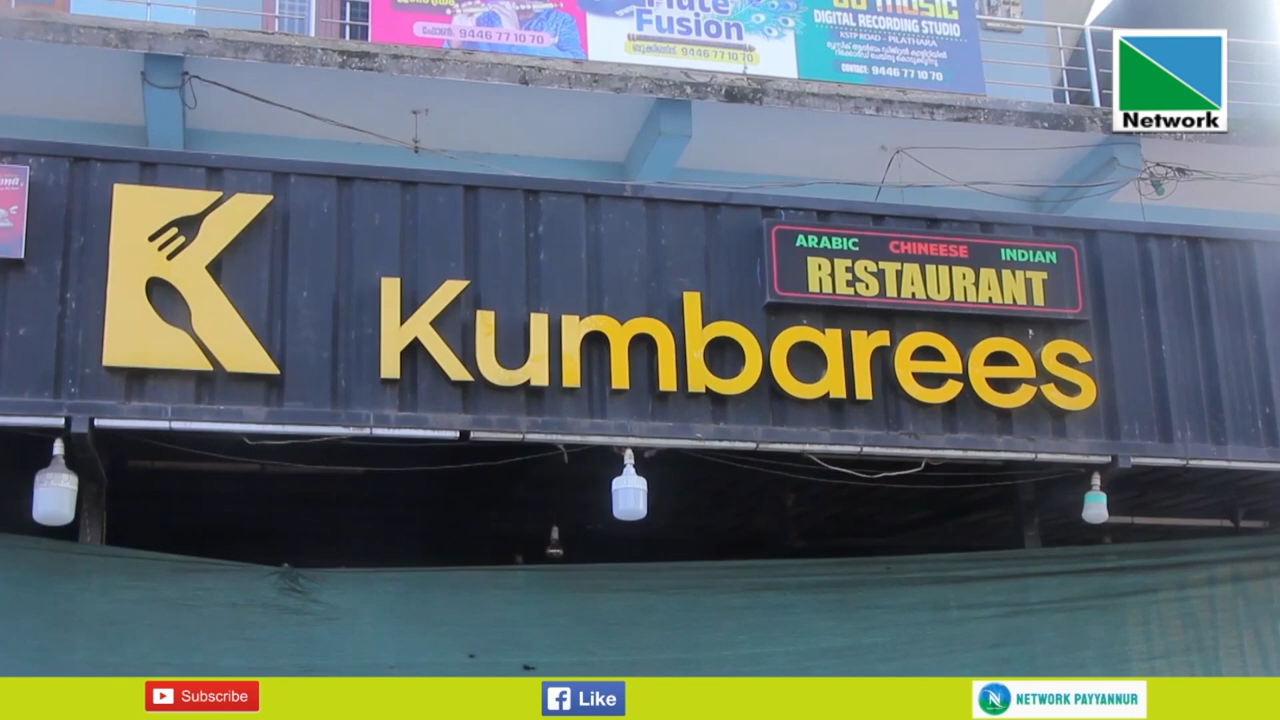 ഫോൺ. 9446 77 10 70
Flute
Fusion
ബുക്കിങ്ങിന് 9446 77 10 70
MUSIC
DIGITAL RECORDING STUDIO
KSTP ROAD - PILATHARA
CONTACT: 9446 77 10 70
Network
ARABIC CHINEESE INDIAN
RESTAURANT
K
Kumbarees
Subscribe
Like
NETWORK PAYYANNUR